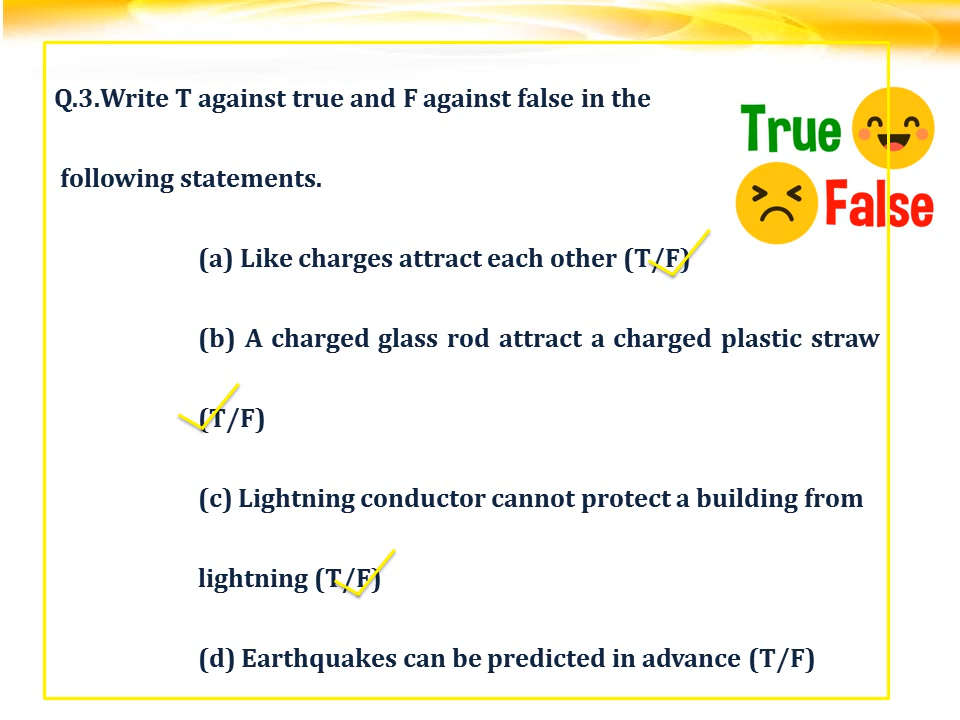 Q.3.Write T against true and F against false in the
True
following statements.
False
(a) Like charges attract each other (T/F)
(b) A charged glass rod attract a charged plastic straw
(T/F)
(c) Lightning conductor cannot protect a building from
lightning (T/F)
(d) Earthquakes can be predicted in advance (T/F)